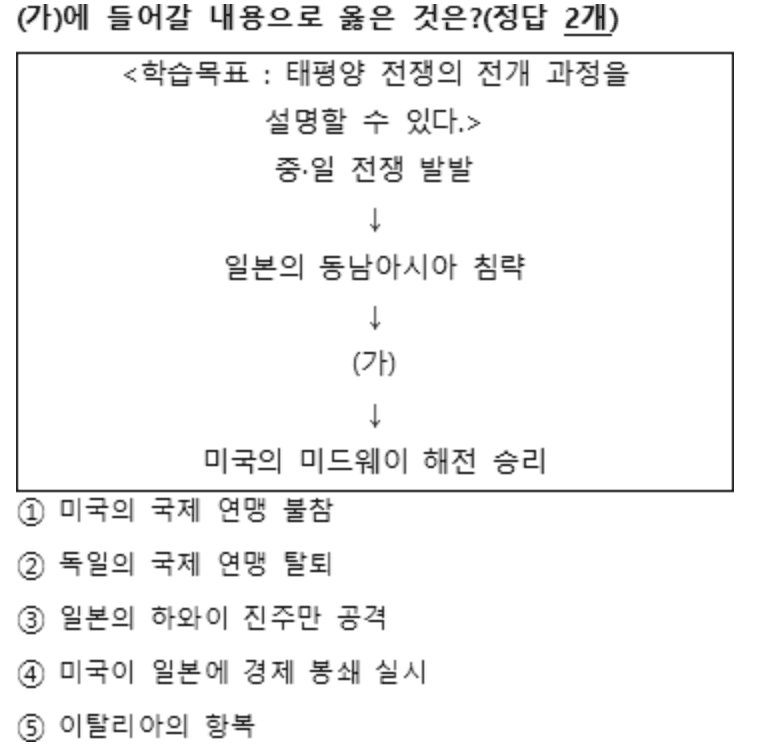 (가)에 들어갈 내용으로 옳은 것은?(정답 2개)
<학습목표 : 태평양 전쟁의 전개 과정을
설명할 수 있다.>
중·일 전쟁 발발
↓
일본의 동남아시아 침략
↓
(가)
↓
미국의 미드웨이 해전 승리
① 미국의 국제 연맹 불참
② 독일의 국제 연맹 탈퇴
③ 일본의 하와이 진주만 공격
④ 미국이 일본에 경제 봉쇄 실시
⑤ 이탈리아의 항복